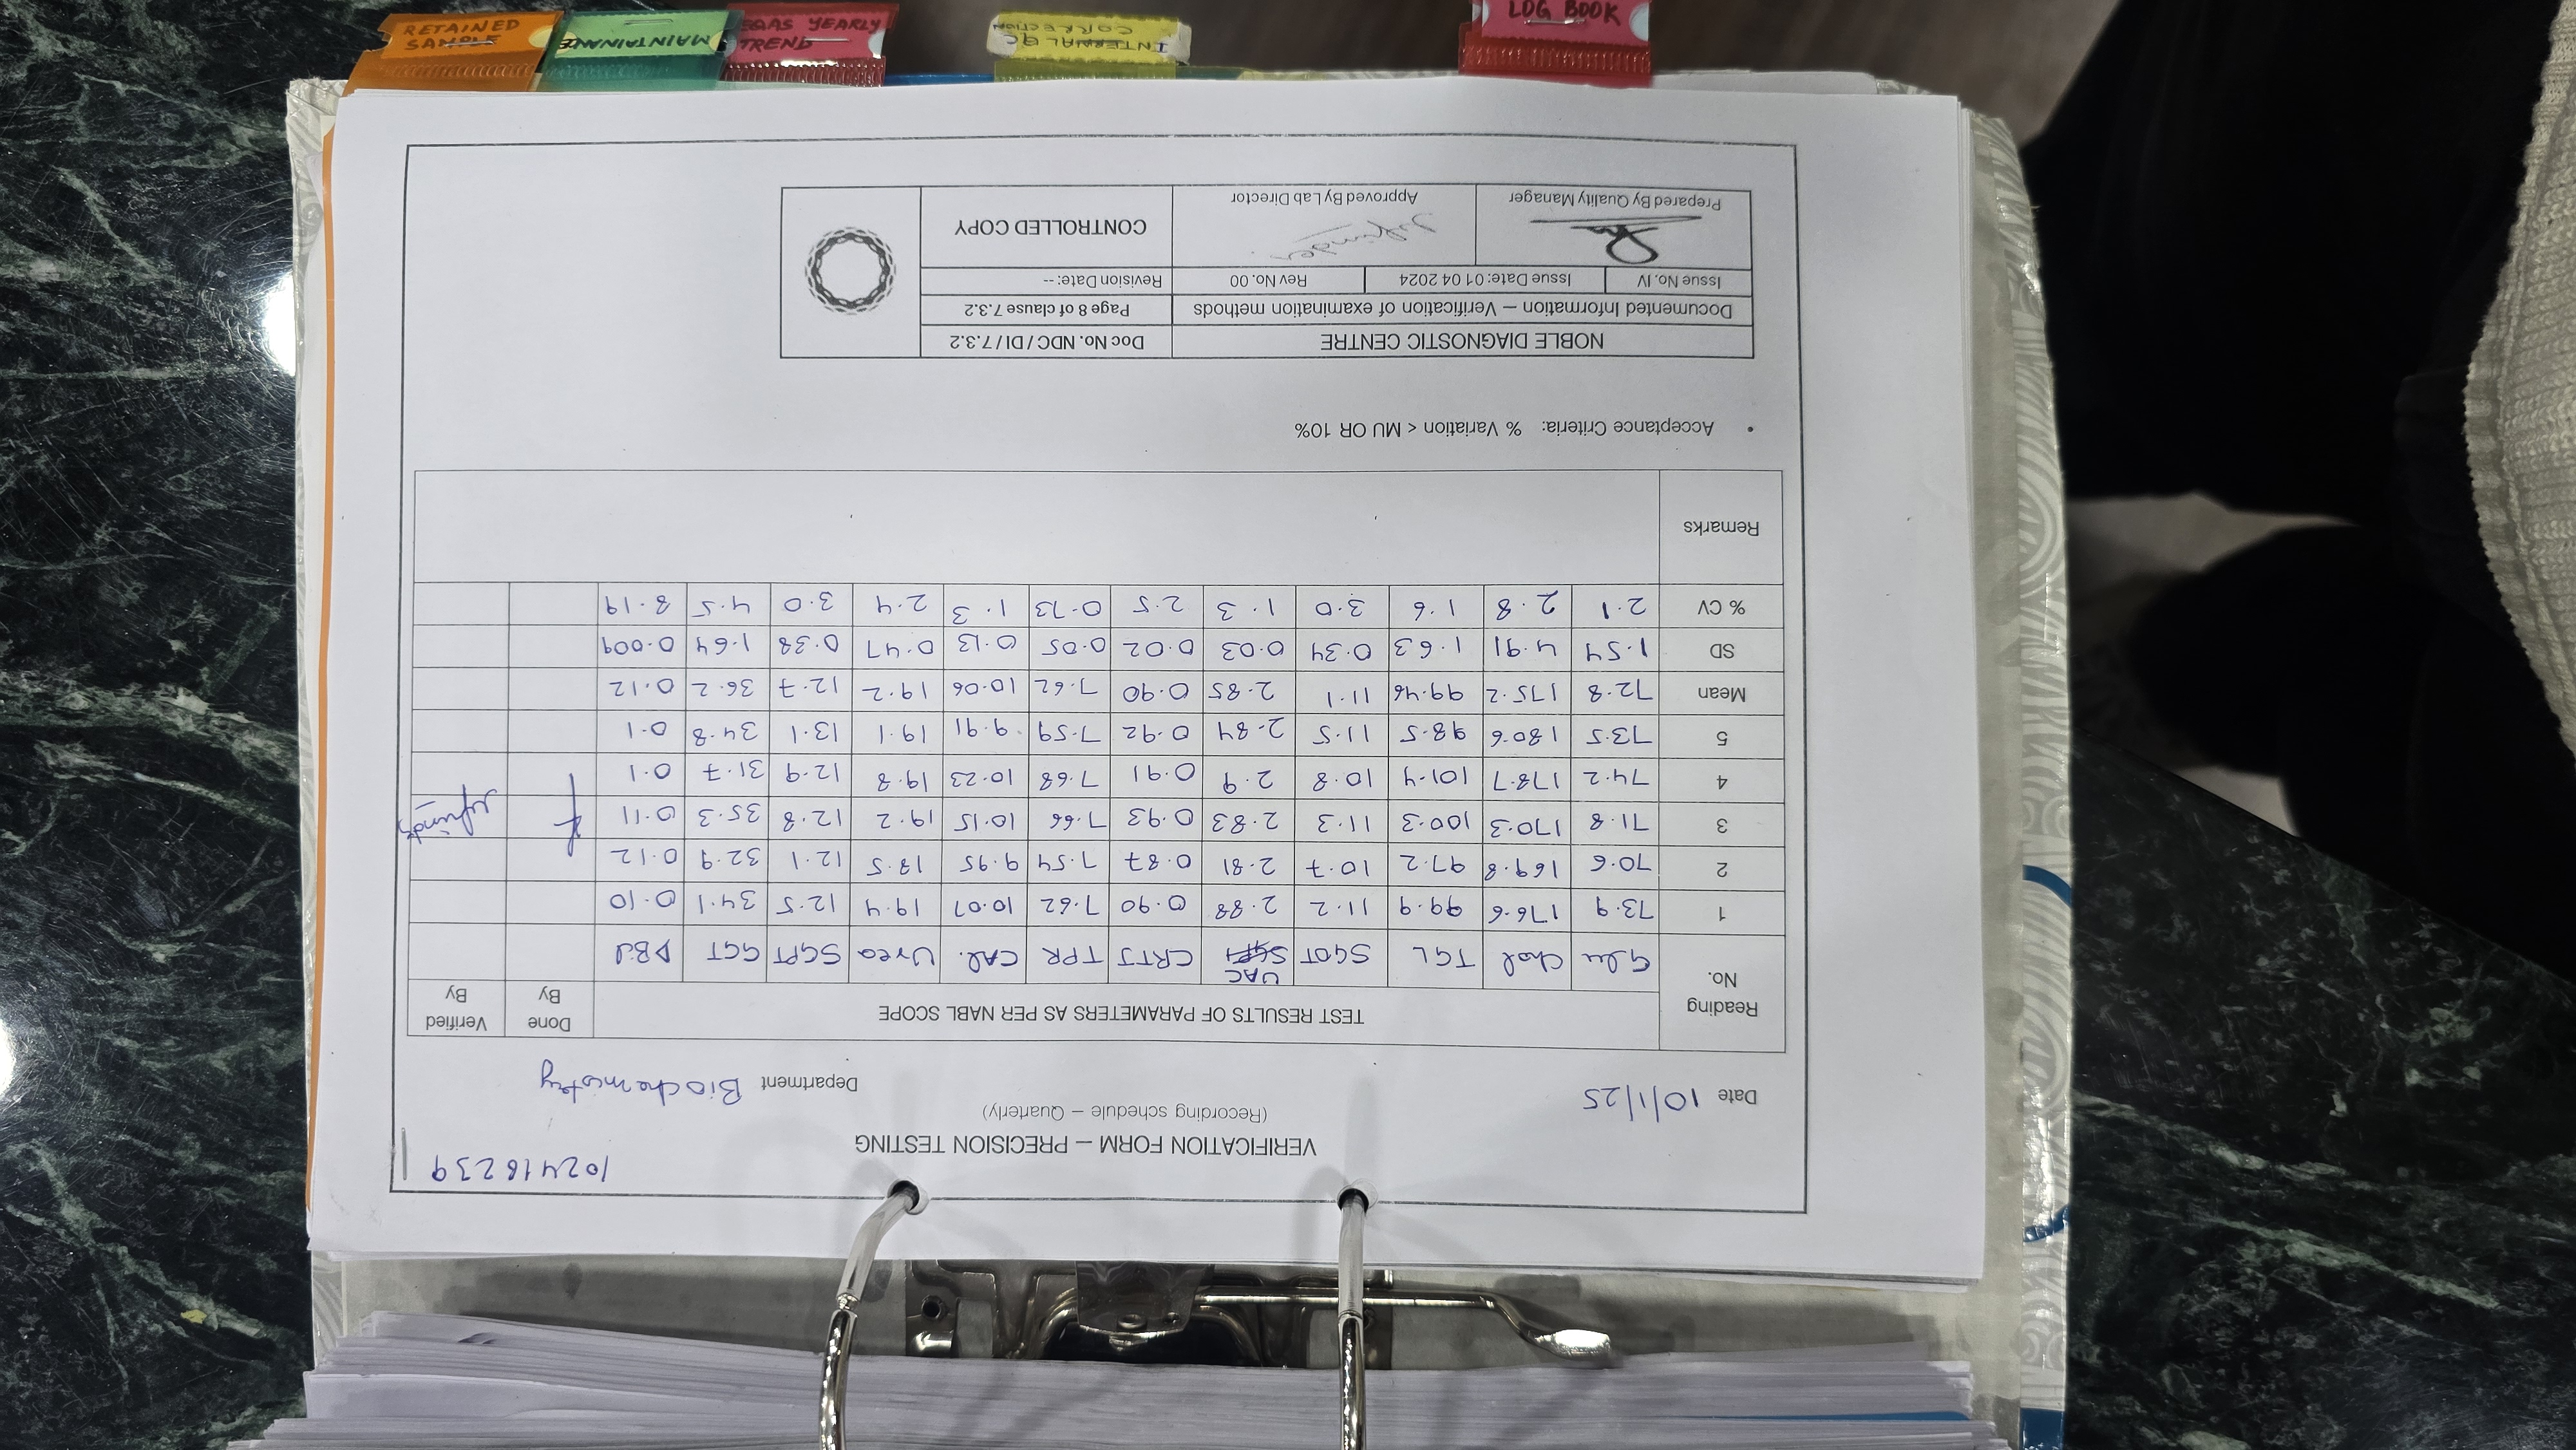 102416239
VERIFICATION FORM – PRECISION TESTING
(Recording schedule – Quarterly)
Date 10/1/25 Department Biochemistry
Reading No. TEST RESULTS OF PARAMETERS AS PER NABL SCOPE Done By Verified By
Glu Chol TGL SGOT UAC CRTJ TPR CAl. Urea SGPT GGT DBil
1 73.9 176.6 99.9 11.2 2.88 0.90 7.62 10.07 19.4 12.5 34.1 0.10
2 70.6 169.8 97.2 10.7 2.81 0.87 7.54 9.95 18.5 12.1 32.9 0.12
3 71.8 170.3 100.3 11.3 2.83 0.93 7.66 10.15 19.2 12.8 35.3 0.11
4 74.2 178.7 101.4 10.8 2.9 0.91 7.68 10.23 19.8 12.9 31.7 0.1
5 73.5 180.6 98.5 11.5 2.84 0.92 7.59 9.91 19.1 13.1 34.8 0.1
Mean 72.8 175.2 99.46 11.1 2.85 0.90 7.62 10.06 19.2 12.7 36.2 0.12
SD 1.54 4.91 1.63 0.34 0.03 0.02 0.05 0.13 0.47 0.38 1.64 0.009
% CV 2.1 2.8 1.6 3.0 1.3 2.5 0.73 1.3 2.4 3.0 4.5 8.19
Remarks
• Acceptance Criteria: % Variation < MU OR 10%
NOBLE DIAGNOSTIC CENTRE Doc No. NDC / DI / 7.3.2
Documented Information – Verification of examination methods Page 8 of clause 7.3.2
Issue No. IV Issue Date: 01 04 2024 Rev No. 00 Revision Date: --
Prepared By Quality Manager Approved By Lab Director CONTROLLED COPY
LOG BOOK
INTERNAL QC
CORRECTION
YEARLY
TREND
MAINTAINAN
RETAINED
SAMPLE